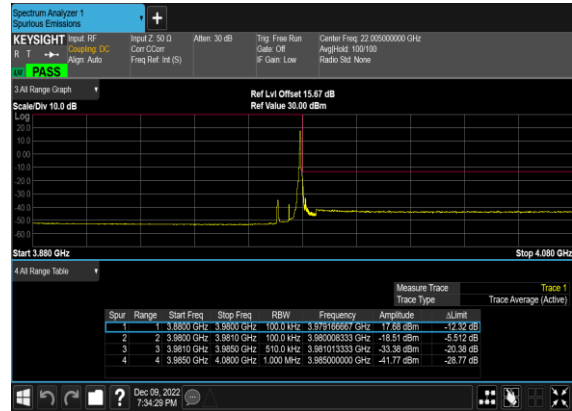 Spectrum Analyzer 1
Spurious Emissions
+
KEYSIGHT Input: RF Input Z: 50 Ω Atten: 30 dB Trig: Free Run Center Freq: 22.005000000 GHz
R T Coupling: DC Corr CCorr Gate: Off Avg|Hold: 100/100
Align: Auto Freq Ref: Int (S) IF Gain: Low Radio Std: None
LW PASS
3 All Range Graph
Ref Lvl Offset 15.67 dB
Scale/Div 10.0 dB Ref Value 30.00 dBm
Log
20.0
10.0
0.00
-10.0
-20.0
-30.0
-40.0
-50.0
-60.0
Start 3.880 GHz Stop 4.080 GHz
4 All Range Table
Measure Trace Trace 1
Trace Type Trace Average (Active)
Spur Range Start Freq Stop Freq RBW Frequency Amplitude ΔLimit
1 1 3.8800 GHz 3.9800 GHz 100.0 kHz 3.979166667 GHz 17.68 dBm -12.32 dB
2 2 3.9800 GHz 3.9810 GHz 100.0 kHz 3.980008333 GHz -18.51 dBm -5.512 dB
3 3 3.9810 GHz 3.9850 GHz 510.0 kHz 3.981013333 GHz -33.38 dBm -20.38 dB
4 4 3.9850 GHz 4.0800 GHz 1.000 MHz 3.985000000 GHz -41.77 dBm -28.77 dB
? Dec 09, 2022
7:34:29 PM